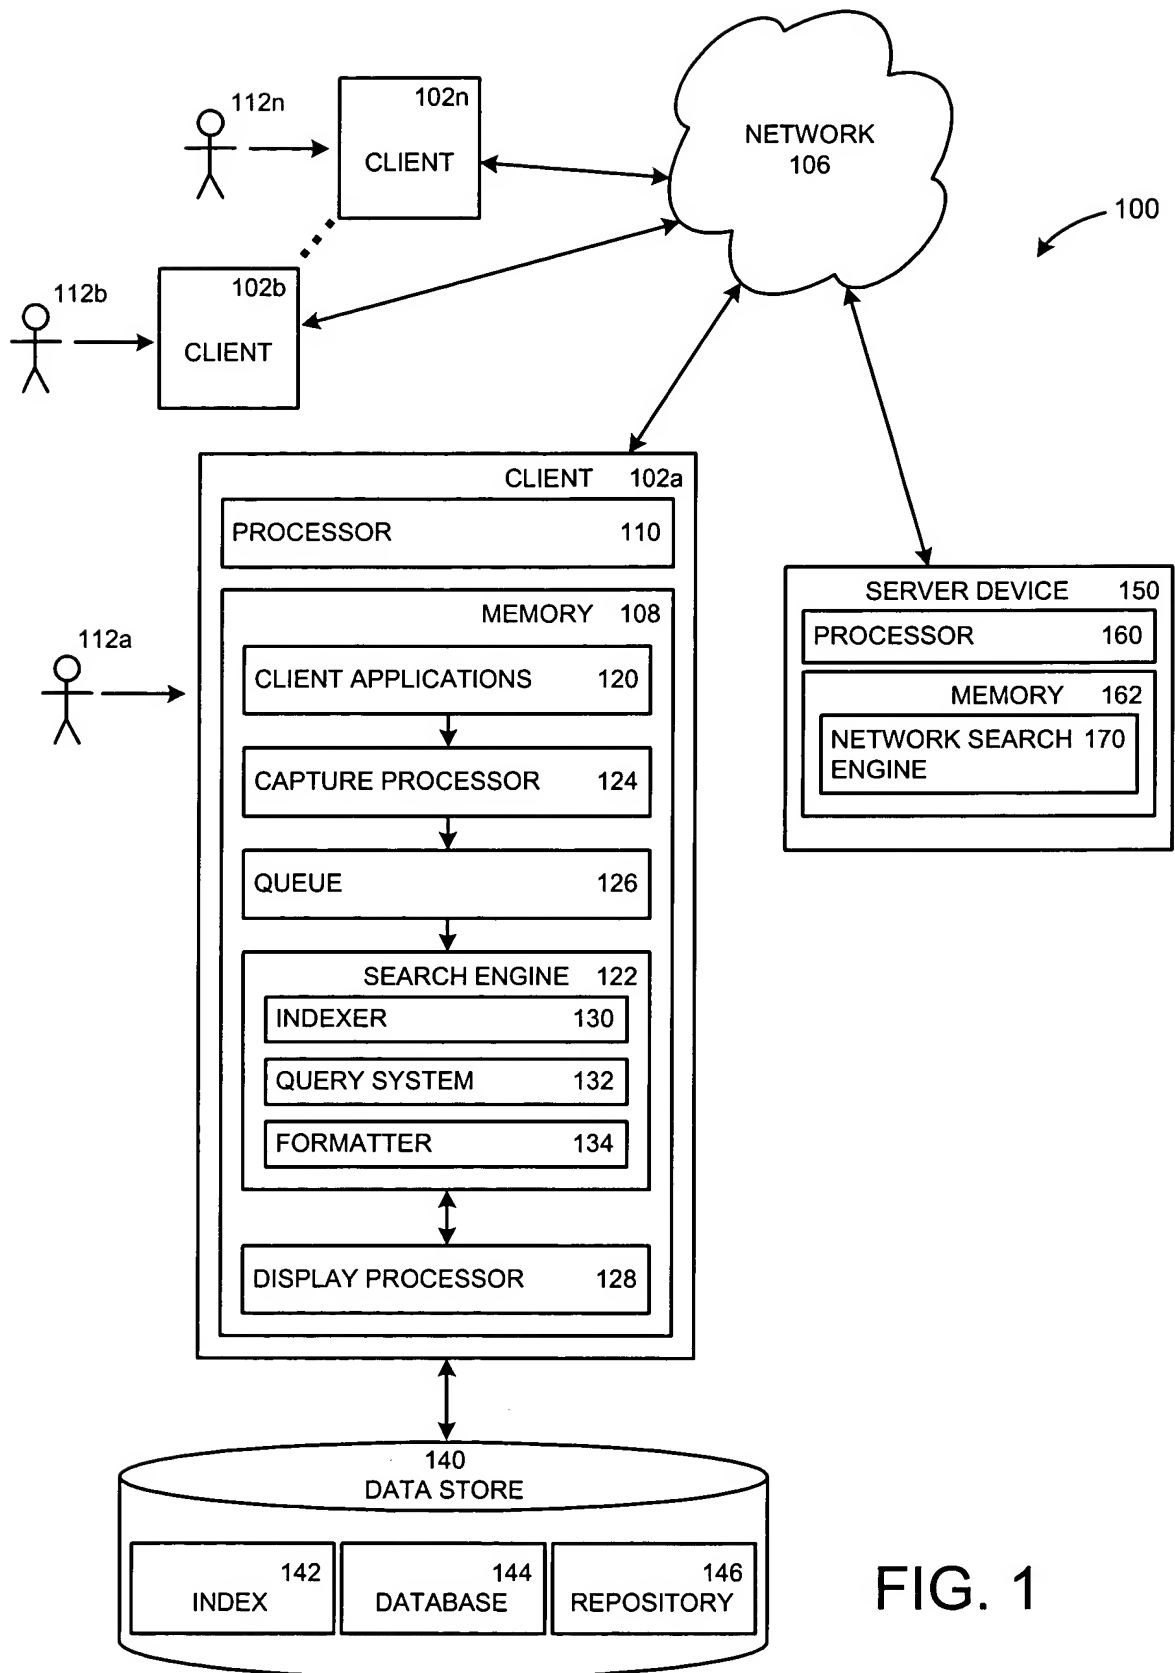 112n
102n
CLIENT
NETWORK
106
100
112b
102b
CLIENT
CLIENT 102a
PROCESSOR 110
MEMORY 108
112a
CLIENT APPLICATIONS 120
CAPTURE PROCESSOR 124
QUEUE 126
SEARCH ENGINE 122
INDEXER 130
QUERY SYSTEM 132
FORMATTER 134
DISPLAY PROCESSOR 128
SERVER DEVICE 150
PROCESSOR 160
MEMORY 162
NETWORK SEARCH 170
ENGINE
140
DATA STORE
142
INDEX
144
DATABASE
146
REPOSITORY
FIG. 1